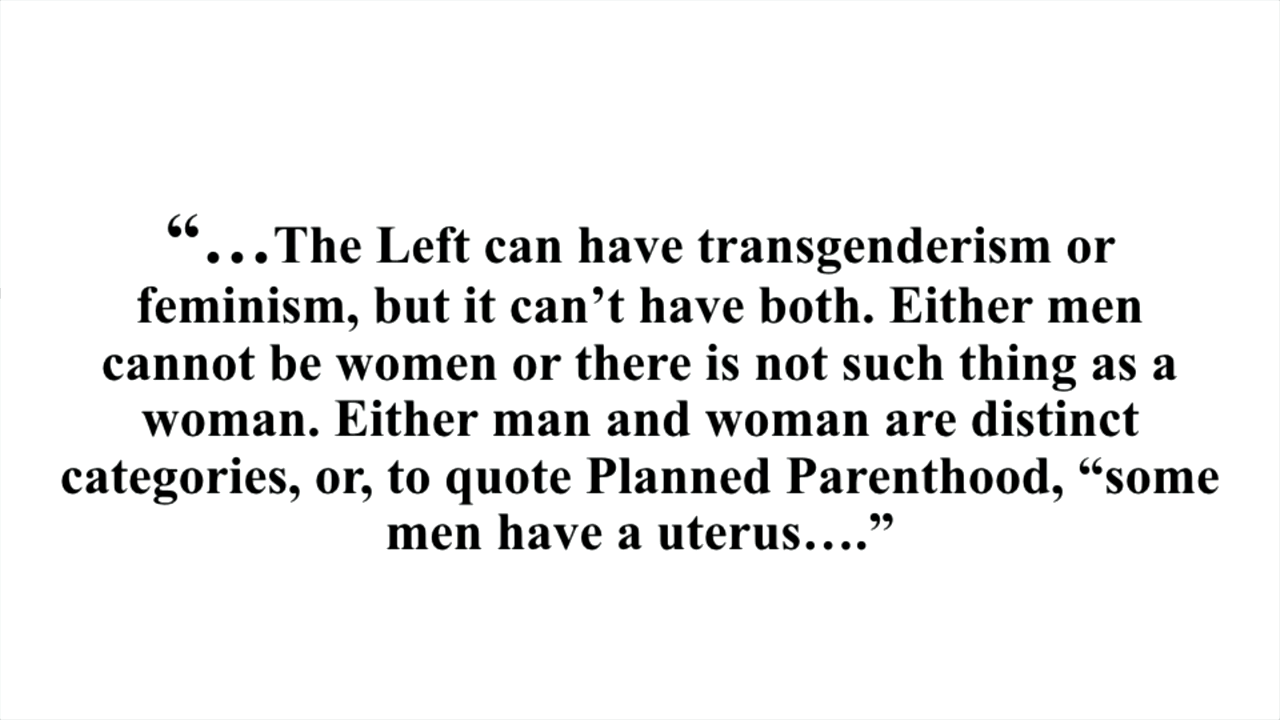 “…The Left can have transgenderism or
feminism, but it can’t have both. Either men
cannot be women or there is not such thing as a
woman. Either man and woman are distinct
categories, or, to quote Planned Parenthood, “some
men have a uterus….”